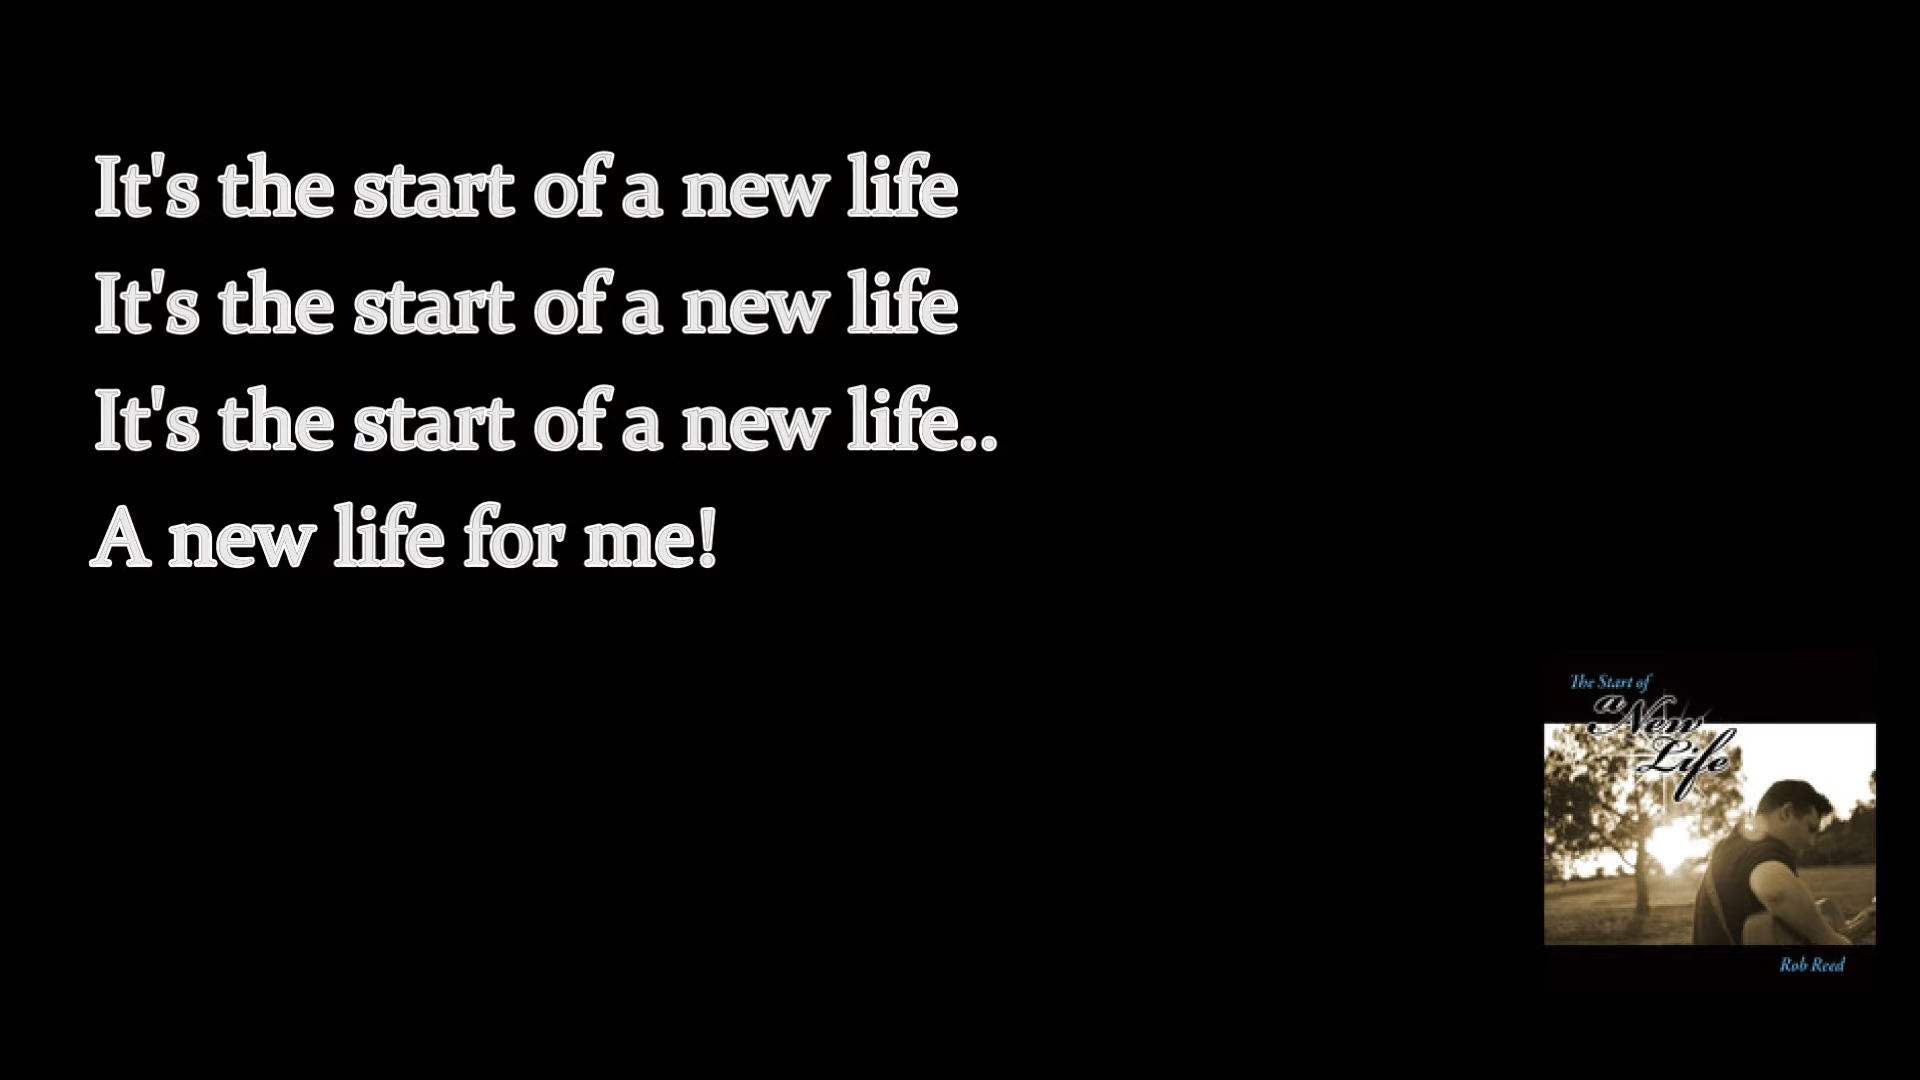 It's the start of a new life
It's the start of a new life
It's the start of a new life..
A new life for me!
The Start of
a New
Life
Rob Reed